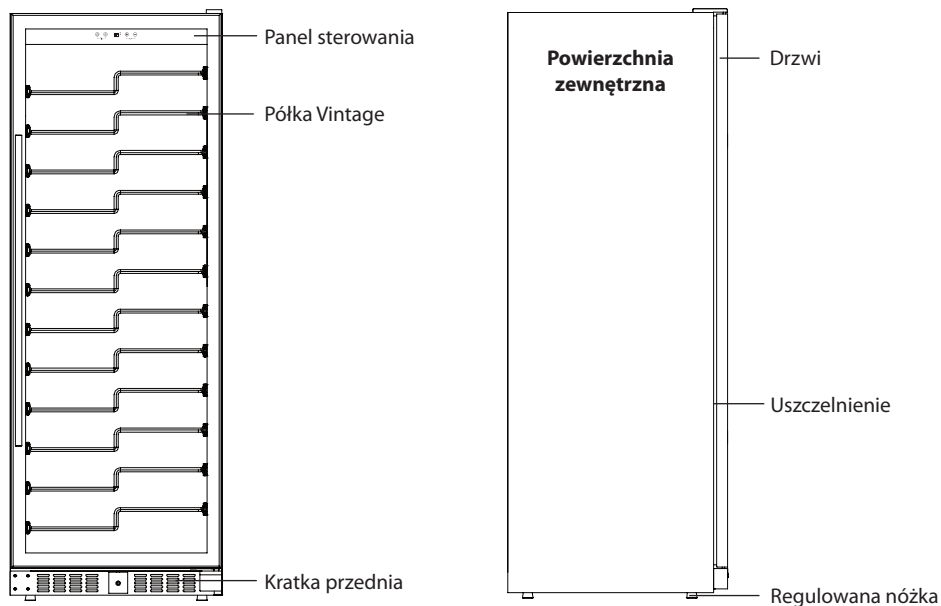 Panel sterowania
Półka Vintage
Kratka przednia
Powierzchnia
zewnętrzna
Drzwi
Uszczelnienie
Regulowana nóżka